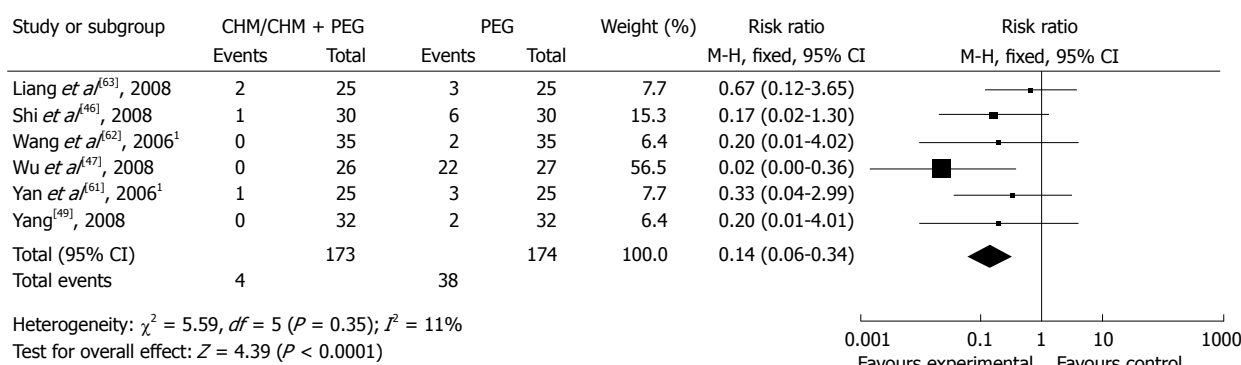 Study or subgroup CHM/CHM + PEG PEG Weight (%) Risk ratio Risk ratio
Events Total Events Total M-H, fixed, 95% CI M-H, fixed, 95% CI
Liang et al[63], 2008 2 25 3 25 7.7 0.67 (0.12-3.65)
Shi et al[46], 2008 1 30 6 30 15.3 0.17 (0.02-1.30)
Wang et al[62], 2006¹ 0 35 2 35 6.4 0.20 (0.01-4.02)
Wu et al[47], 2008 0 26 22 27 56.5 0.02 (0.00-0.36)
Yan et al[61], 2006¹ 1 25 3 25 7.7 0.33 (0.04-2.99)
Yang[49], 2008 0 32 2 32 6.4 0.20 (0.01-4.01)
Total (95% CI) 173 174 100.0 0.14 (0.06-0.34)
Total events 4 38
Heterogeneity: χ² = 5.59, df = 5 (P = 0.35); I² = 11%
Test for overall effect: Z = 4.39 (P < 0.0001)
0.001 0.1 1 10 1000
Favours experimental Favours control